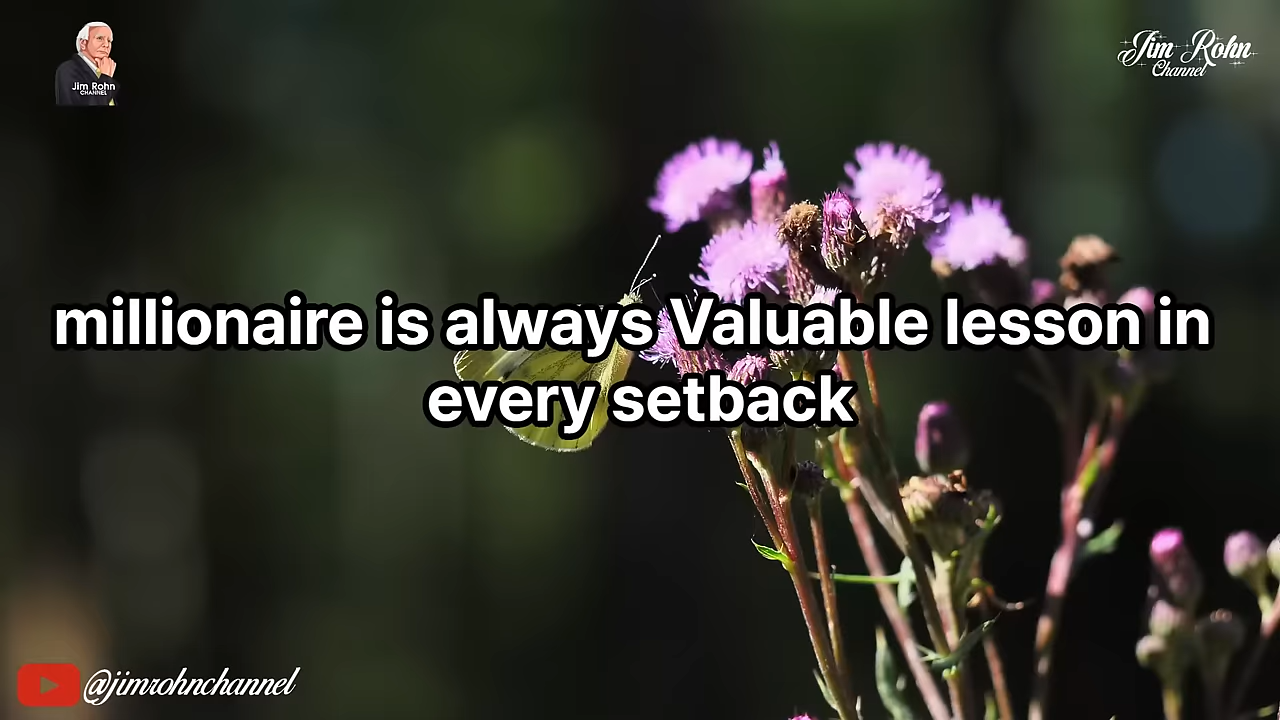 Jim Rohn
CHANNEL
Jim Rohn
Channel
millionaire is always Valuable lesson in
every setback
@jimrohnchannel